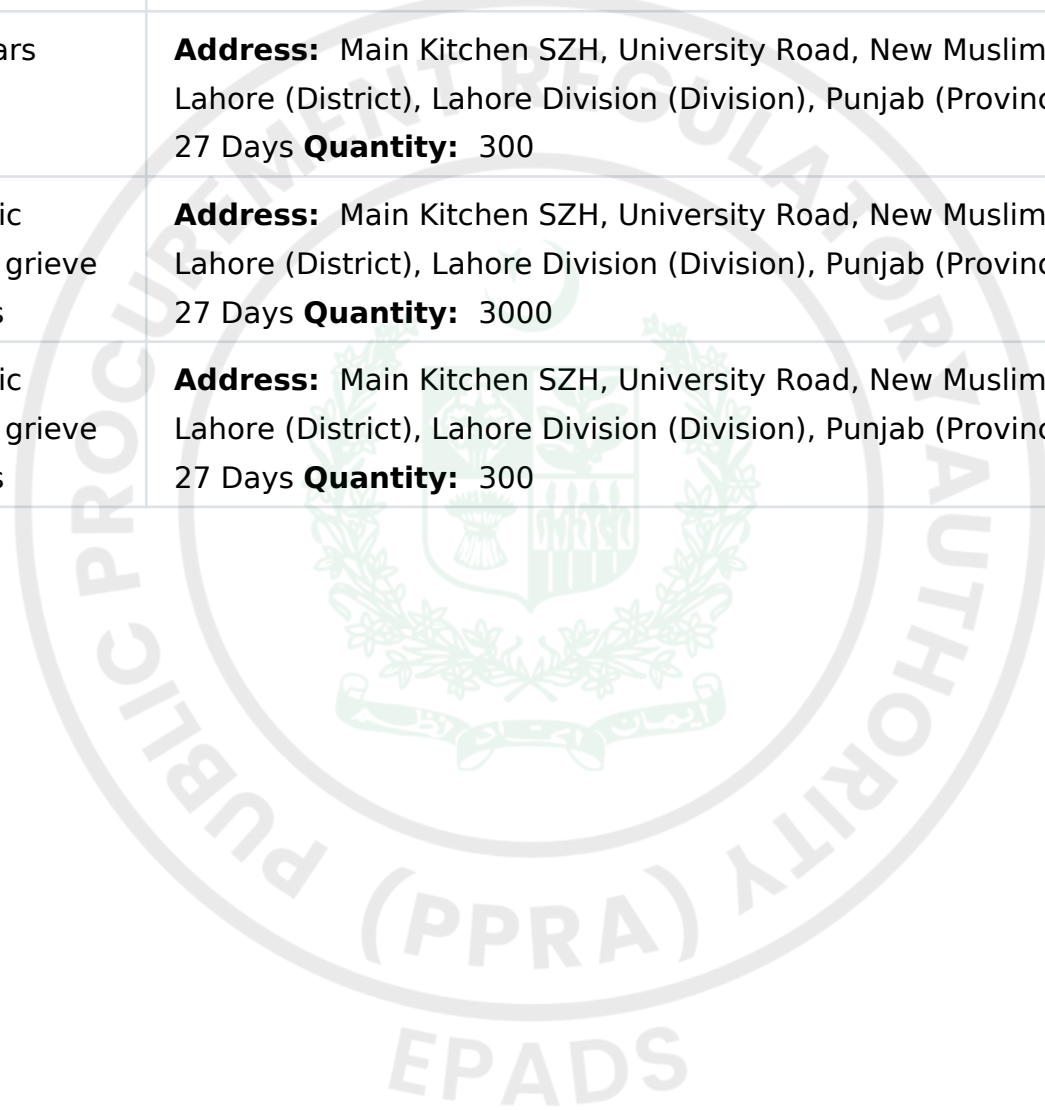 ars
Address: Main Kitchen SZH, University Road, New Muslim
Lahore (District), Lahore Division (Division), Punjab (Provinc
27 Days Quantity: 300
ic
grieve
s
Address: Main Kitchen SZH, University Road, New Muslim
Lahore (District), Lahore Division (Division), Punjab (Provinc
27 Days Quantity: 3000
ic
grieve
s
Address: Main Kitchen SZH, University Road, New Muslim
Lahore (District), Lahore Division (Division), Punjab (Provinc
27 Days Quantity: 300
PUBLIC PROCUREMENT REGULATORY AUTHORITY
(PPRA)
EPADS